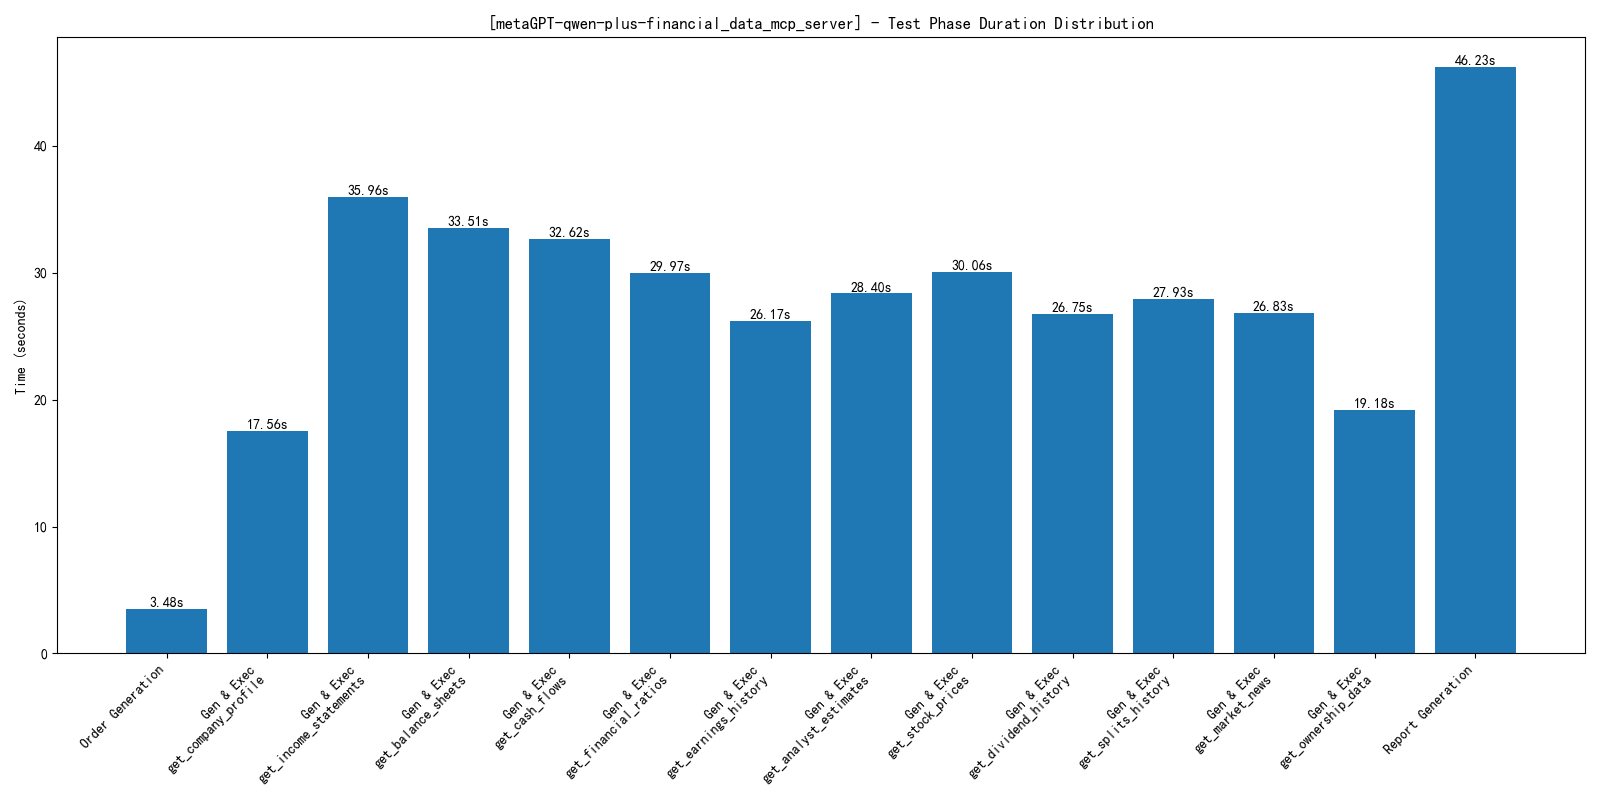 [metaGPT-qwen-plus-financial_data_mcp_server] - Test Phase Duration Distribution
Time (seconds)
40
30
20
10
0
3.48s
17.56s
35.96s
33.51s
32.62s
29.97s
26.17s
28.40s
30.06s
26.75s
27.93s
26.83s
19.18s
46.23s
Order Generation
Gen & Exec
get_company_profile
Gen & Exec
get_income_statements
Gen & Exec
get_balance_sheets
Gen & Exec
get_cash_flows
Gen & Exec
get_financial_ratios
Gen & Exec
get_earnings_history
Gen & Exec
get_analyst_estimates
Gen & Exec
get_stock_prices
Gen & Exec
get_dividend_history
Gen & Exec
get_splits_history
Gen & Exec
get_market_news
Gen & Exec
get_ownership_data
Report Generation